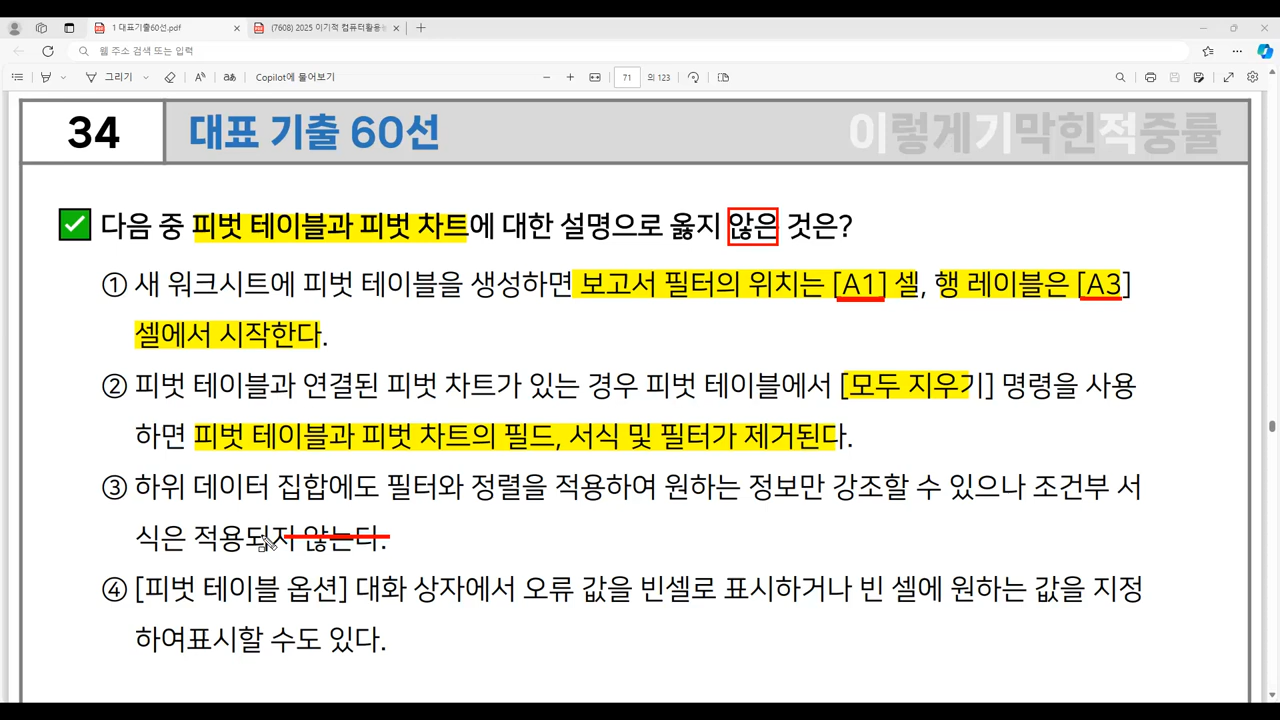 1 대표기출60선.pdf
(7608) 2025 이기적 컴퓨터활용능
웹 주소 검색 또는 입력
그리기
Copilot에 물어보기
71 의 123
34 대표 기출 60선 이렇게기막힌적중률
다음 중 피벗 테이블과 피벗 차트에 대한 설명으로 옳지 않은 것은?
① 새 워크시트에 피벗 테이블을 생성하면 보고서 필터의 위치는 [A1] 셀, 행 레이블은 [A3]
셀에서 시작한다.
② 피벗 테이블과 연결된 피벗 차트가 있는 경우 피벗 테이블에서 [모두 지우기] 명령을 사용
하면 피벗 테이블과 피벗 차트의 필드, 서식 및 필터가 제거된다.
③ 하위 데이터 집합에도 필터와 정렬을 적용하여 원하는 정보만 강조할 수 있으나 조건부 서
식은 적용되지 않는다.
④ [피벗 테이블 옵션] 대화 상자에서 오류 값을 빈셀로 표시하거나 빈 셀에 원하는 값을 지정
하여표시할 수도 있다.